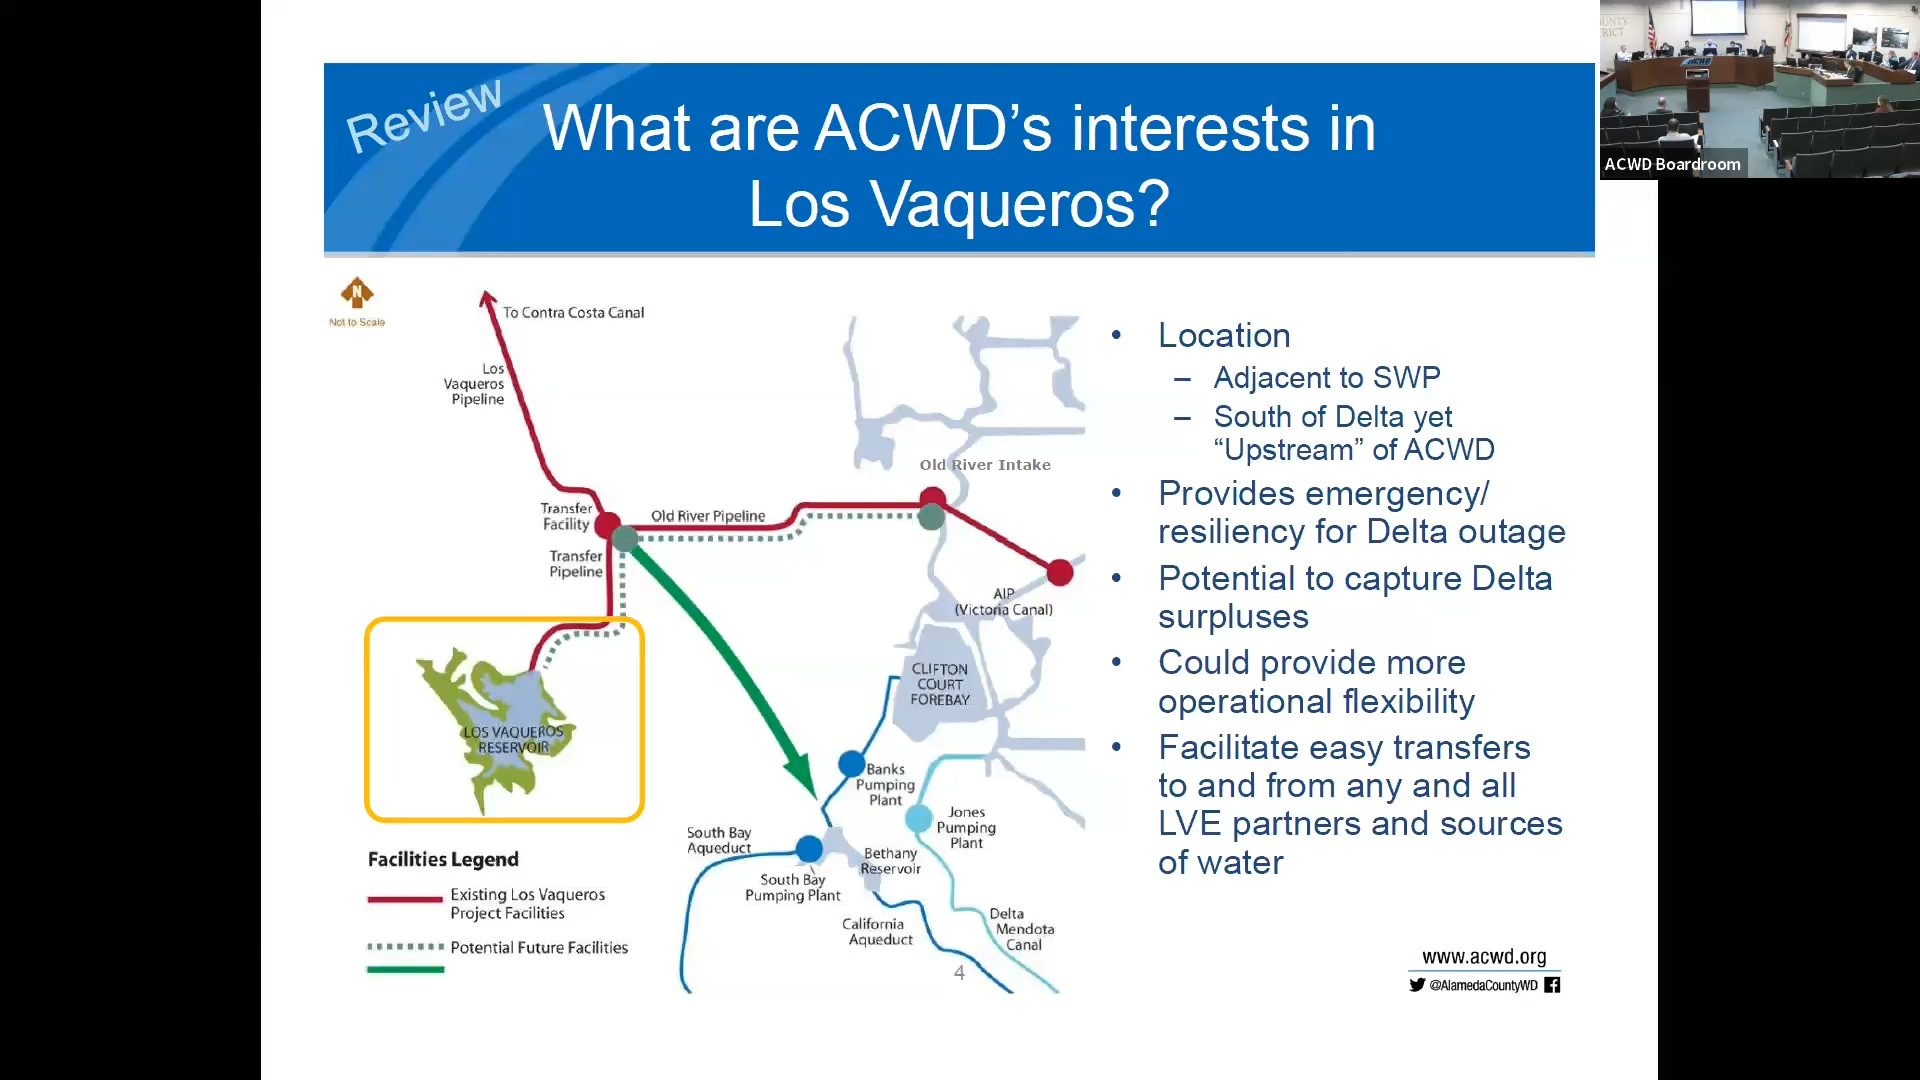 Review
What are ACWD’s interests in
Los Vaqueros?
N
Not to Scale
To Contra Costa Canal
Los
Vaqueros
Pipeline
Transfer
Facility
Old River Pipeline
Old River Intake
Transfer
Pipeline
AIP
(Victoria Canal)
CLIFTON
COURT
FOREBAY
LOS VAQUEROS
RESERVOIR
Banks
Pumping
Plant
Jones
Pumping
Plant
South Bay
Aqueduct
Bethany
Reservoir
South Bay
Pumping Plant
California
Aqueduct
Delta
Mendota
Canal
Facilities Legend
Existing Los Vaqueros
Project Facilities
Potential Future Facilities
4
• Location
– Adjacent to SWP
– South of Delta yet
“Upstream” of ACWD
• Provides emergency/
resiliency for Delta outage
• Potential to capture Delta
surpluses
• Could provide more
operational flexibility
• Facilitate easy transfers
to and from any and all
LVE partners and sources
of water
www.acwd.org
@AlamedaCountyWD
ACWD
ACWD Boardroom